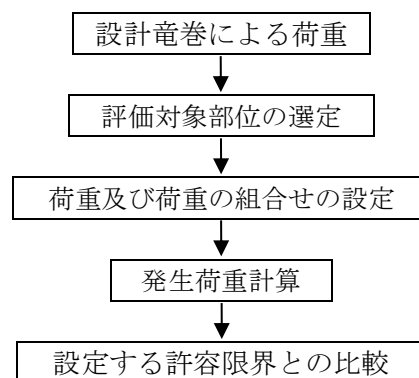 設計竜巻による荷重
評価対象部位の選定
荷重及び荷重の組合せの設定
発生荷重計算
設定する許容限界との比較